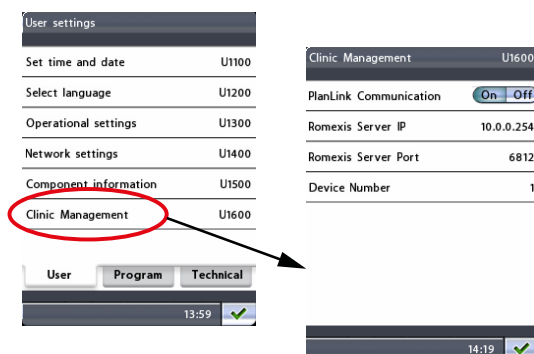 User settings
Set time and date U1100
Select language U1200
Operational settings U1300
Network settings U1400
Component information U1500
Clinic Management U1600
User Program Technical
13:59
Clinic Management U1600
PlanLink Communication On Off
Romexis Server IP 10.0.0.254
Romexis Server Port 6812
Device Number 1
14:19